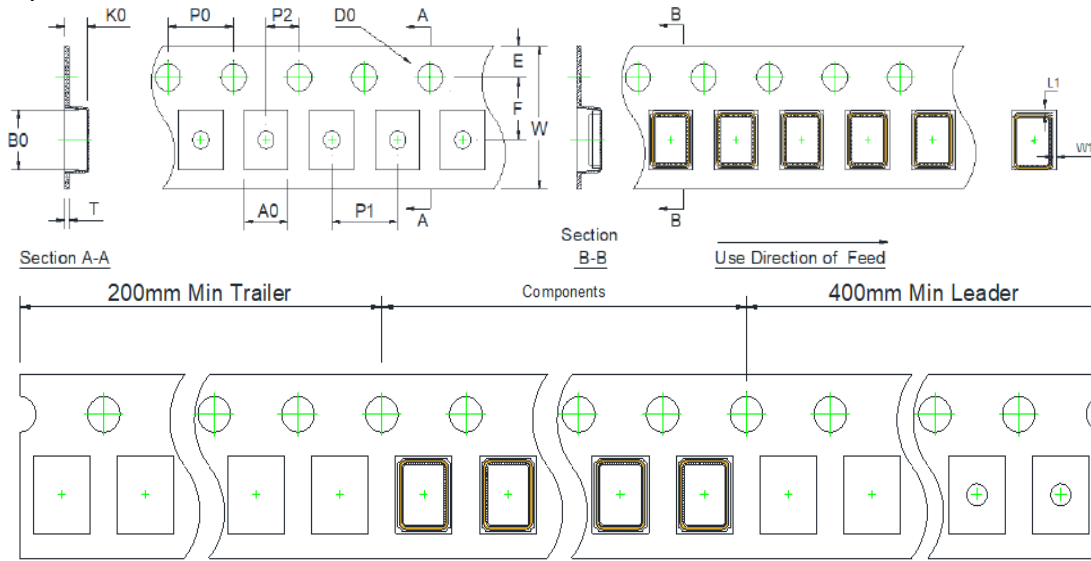 K0 P0 P2 D0 A B
E
F
W
B0
L1
W1
T A0 P1 A B
Section A-A
Section
B-B
Use Direction of Feed
200mm Min Trailer Components 400mm Min Leader